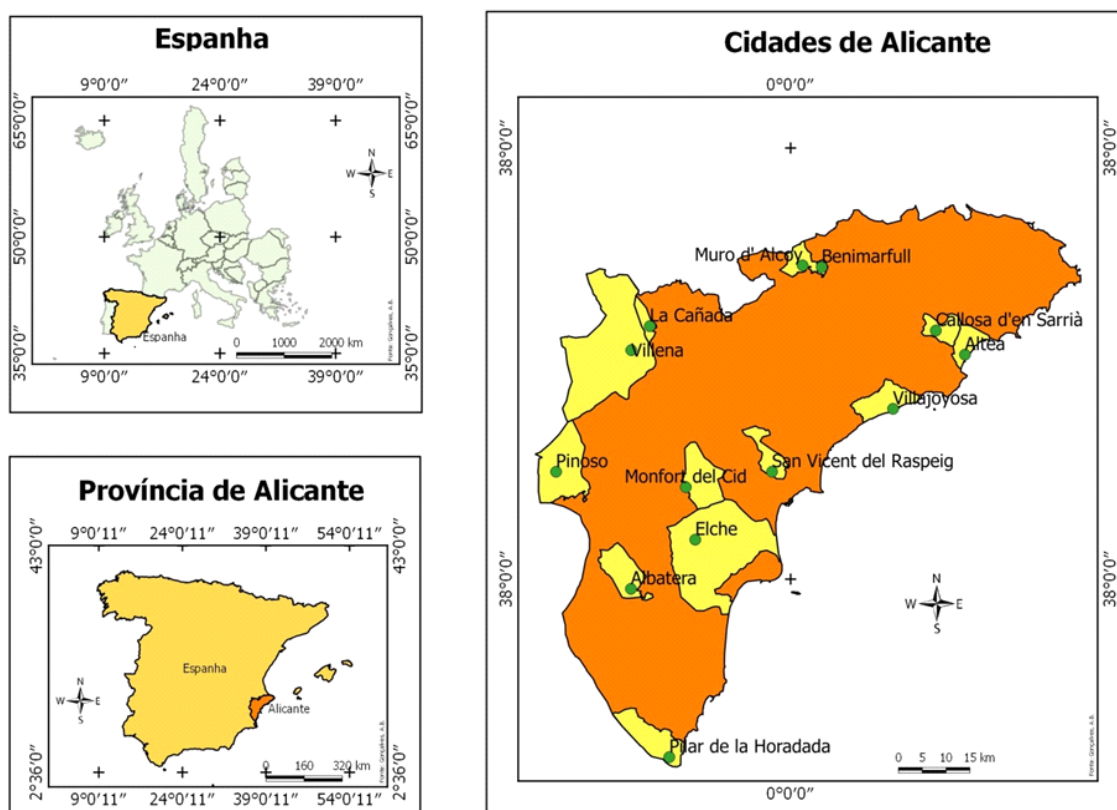 Espanha
9°0'0" 24°0'0" 39°0'0"
65°0'0"
65°0'0"
50°0'0"
50°0'0"
35°0'0"
35°0'0"
N
W E
S
Espanha
0 1000 2000 km
Fonte: Gonçalves, A.B.
9°0'0" 24°0'0" 39°0'0"
Província de Alicante
9°0'11" 24°0'11" 39°0'11" 54°0'11"
43°0'0"
43°0'0"
Espanha
N
W E
S
Alicante
0 160 320 km
Fonte: Gonçalves, A.B.
2°36'0"
2°36'0"
9°0'11" 24°0'11" 39°0'11" 54°0'11"
Cidades de Alicante
0°0'0"
38°0'0"
38°0'0"
Muro d' Alcoy
Benimarfull
La Cañada
Callosa d'en Sarrià
Villena
Altea
Villajoyosa
Pinoso
Monfort del Cid
San Vicent del Raspeig
Elche
Albatera
38°0'0"
38°0'0"
N
W E
S
Pilar de la Horadada
0 5 10 15 km
Fonte: Gonçalves, A.B.
0°0'0"